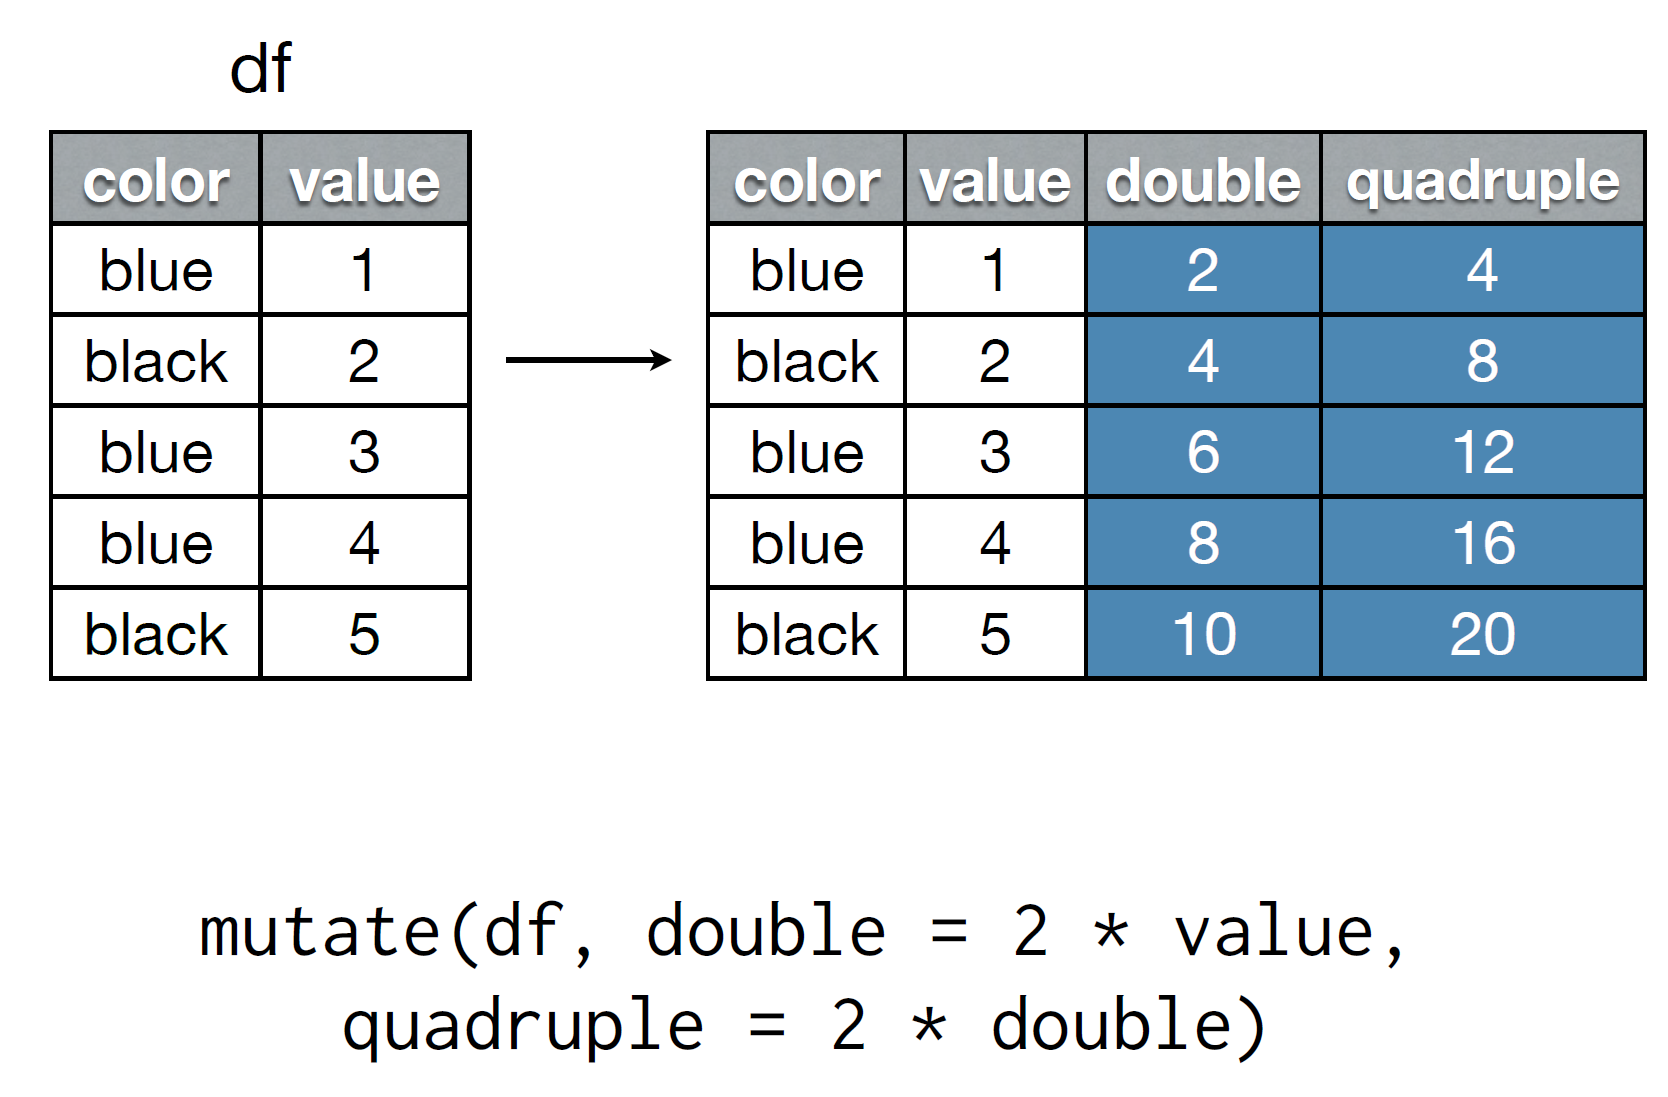 df
color value
blue 1
black 2
blue 3
blue 4
black 5
color value double quadruple
blue 1 2 4
black 2 4 8
blue 3 6 12
blue 4 8 16
black 5 10 20
mutate(df, double = 2 * value,
quadruple = 2 * double)